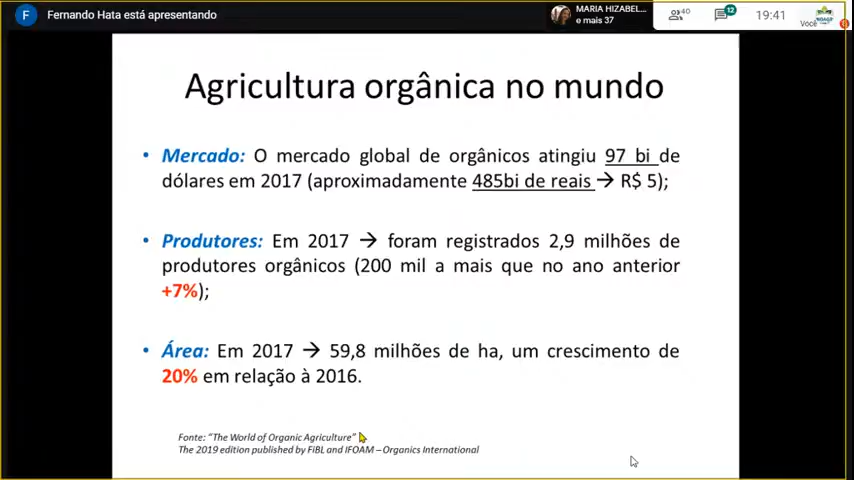 F Fernando Hata está apresentando
MARIA HIZABEL...
e mais 37
40
12
19:41
Você
Agricultura orgânica no mundo
• Mercado: O mercado global de orgânicos atingiu 97 bi de
dólares em 2017 (aproximadamente 485bi de reais → R$ 5);
• Produtores: Em 2017 → foram registrados 2,9 milhões de
produtores orgânicos (200 mil a mais que no ano anterior
+7%);
• Área: Em 2017 → 59,8 milhões de ha, um crescimento de
20% em relação à 2016.
Fonte: “The World of Organic Agriculture”
The 2019 edition published by FiBL and IFOAM – Organics International